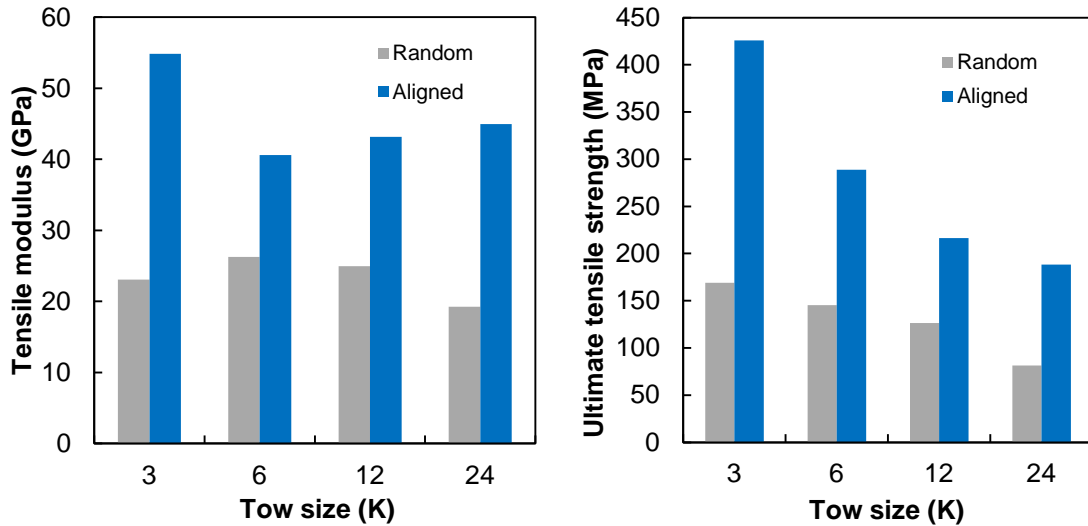 Tensile modulus (GPa)
60
50
40
30
20
10
0
Random
Aligned
3 6 12 24
Tow size (K)
Ultimate tensile strength (MPa)
450
400
350
300
250
200
150
100
50
0
Random
Aligned
3 6 12 24
Tow size (K)